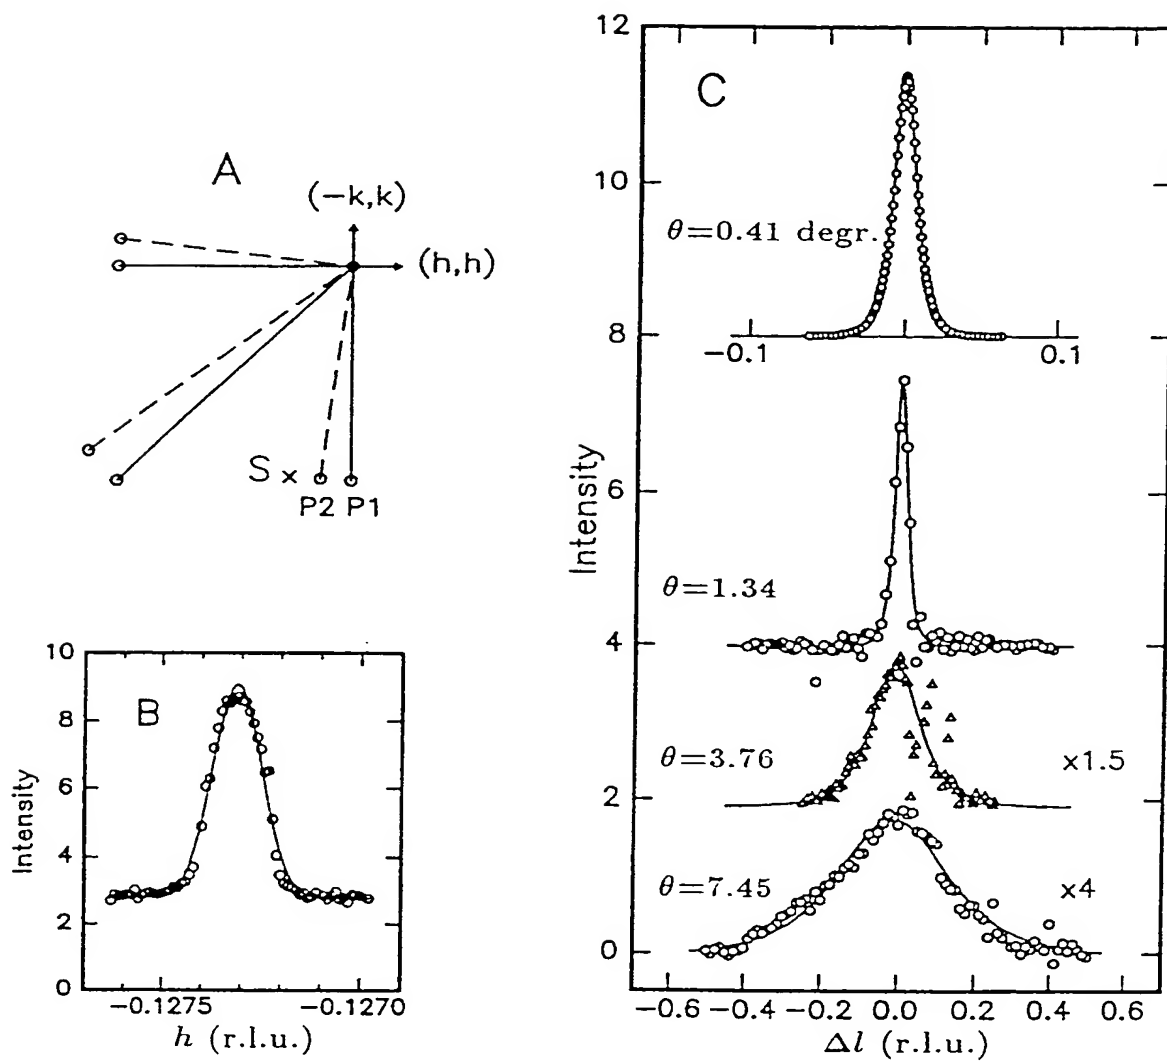 A
(−k,k)
(h,h)
S ×
P2 P1
B
10
8
6
4
2
0
Intensity
−0.1275
−0.1270
h (r.l.u.)
C
12
10
8
6
4
2
0
Intensity
θ=0.41 degr.
−0.1
0.1
θ=1.34
θ=3.76
×1.5
θ=7.45
×4
−0.6 −0.4 −0.2 0.0 0.2 0.4 0.6
Δl (r.l.u.)